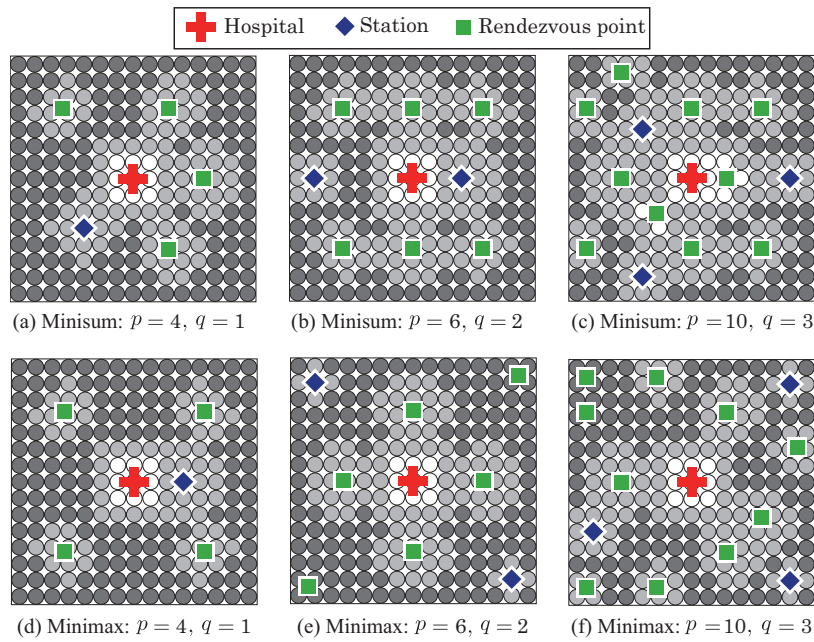 Hospital Station Rendezvous point
(a) Minisum: p = 4, q = 1 (b) Minisum: p = 6, q = 2 (c) Minisum: p = 10, q = 3
(d) Minimax: p = 4, q = 1 (e) Minimax: p = 6, q = 2 (f) Minimax: p = 10, q = 3